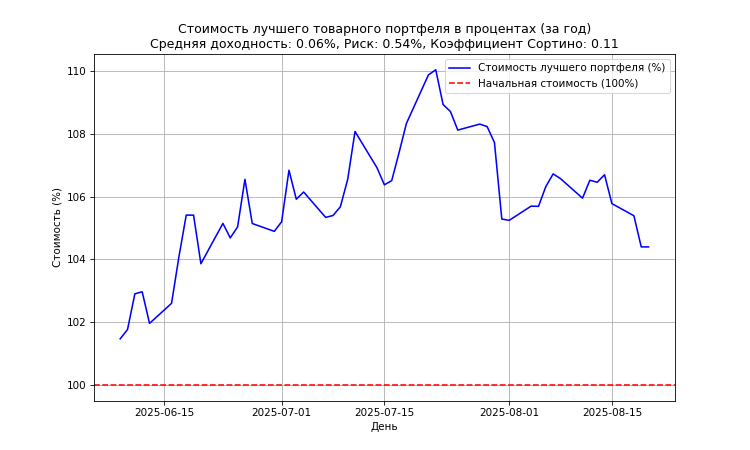 Стоимость лучшего товарного портфеля в процентах (за год)
Средняя доходность: 0.06%, Риск: 0.54%, Коэффициент Сортино: 0.11
Стоимость лучшего портфеля (%)
Начальная стоимость (100%)
Стоимость (%)
110
108
106
104
102
100
2025-06-15
2025-07-01
2025-07-15
2025-08-01
2025-08-15
День